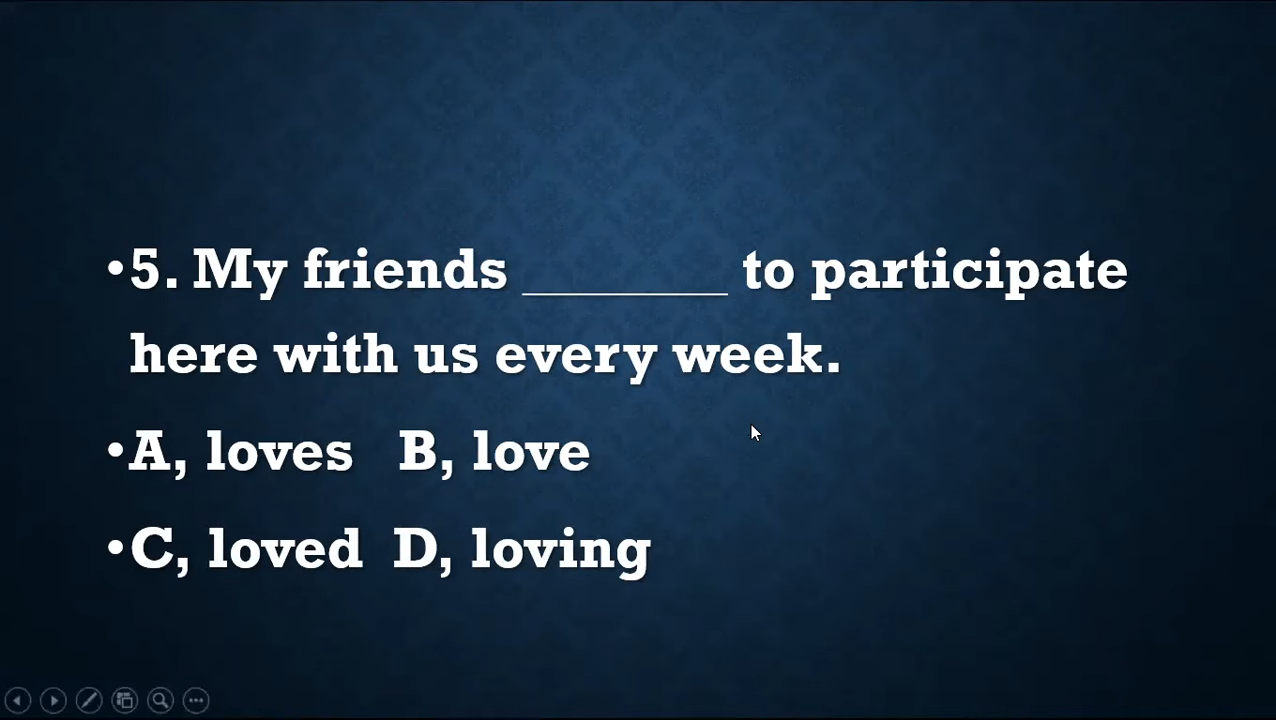 •5. My friends ________ to participate
here with us every week.
•A, loves B, love
•C, loved D, loving